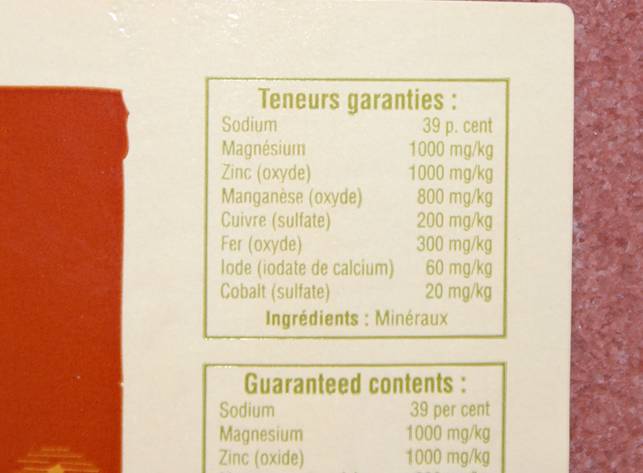 Teneurs garanties :
Sodium 39 p. cent
Magnésium 1000 mg/kg
Zinc (oxyde) 1000 mg/kg
Manganèse (oxyde) 800 mg/kg
Cuivre (sulfate) 200 mg/kg
Fer (oxyde) 300 mg/kg
Iode (iodate de calcium) 60 mg/kg
Cobalt (sulfate) 20 mg/kg
Ingrédients : Minéraux
Guaranteed contents :
Sodium 39 per cent
Magnesium 1000 mg/kg
Zinc (oxide) 1000 mg/kg